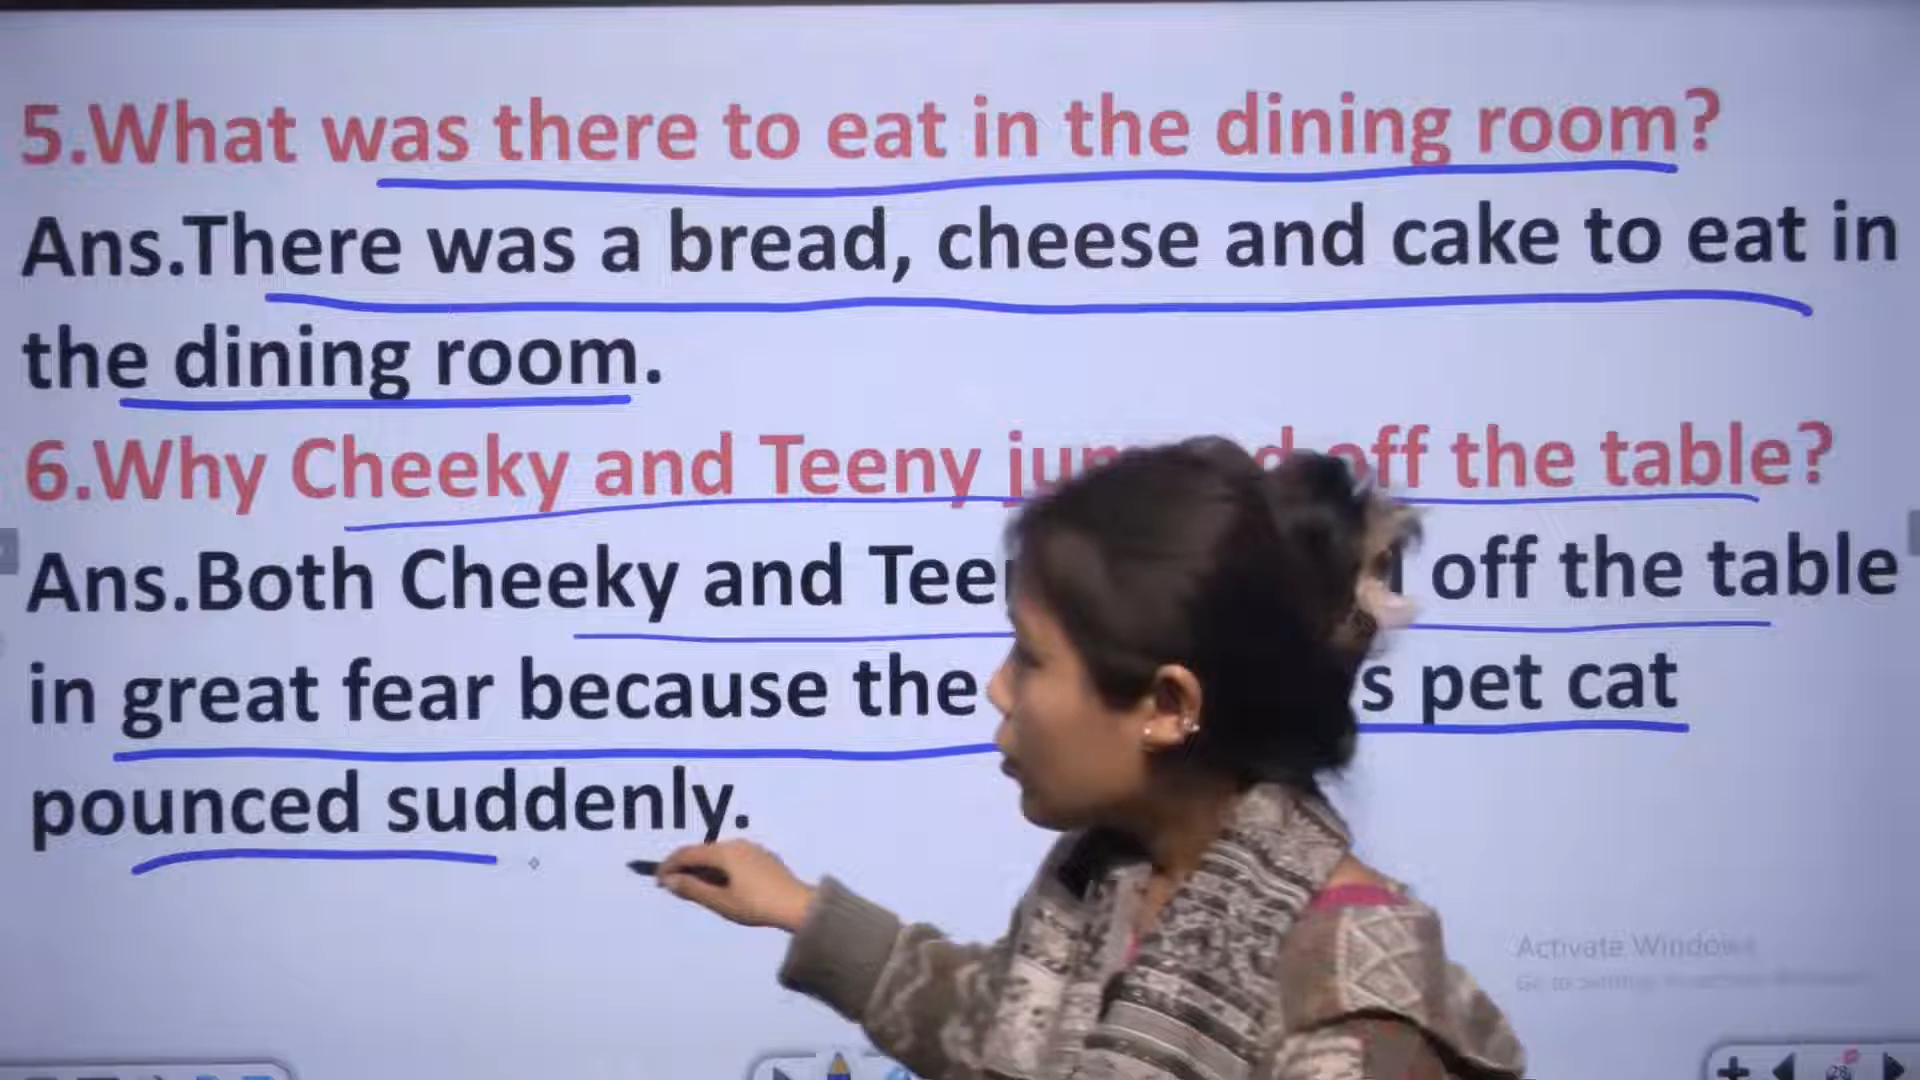 5.What was there to eat in the dining room?
Ans.There was a bread, cheese and cake to eat in
the dining room.
6.Why Cheeky and Teeny off the table?
Ans.Both Cheeky and off the table
in great fear because the pet cat
pounced suddenly.
Activate Windows
28